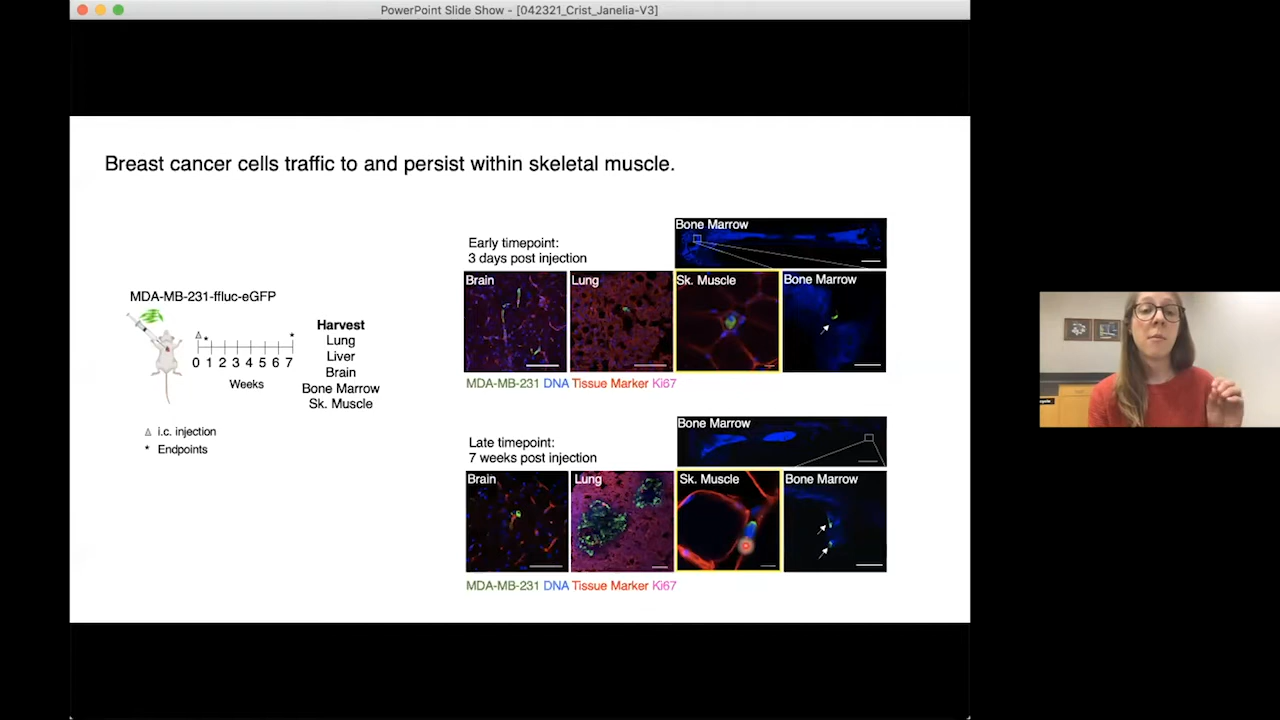 PowerPoint Slide Show - [042321_Crist_Janelia-V3]
Breast cancer cells traffic to and persist within skeletal muscle.
MDA-MB-231-ffluc-eGFP
0 1 2 3 4 5 6 7
Weeks
Δ i.c. injection
* Endpoints
Harvest
Lung
Liver
Brain
Bone Marrow
Sk. Muscle
Early timepoint:
3 days post injection
Bone Marrow
Brain
Lung
Sk. Muscle
Bone Marrow
MDA-MB-231 DNA Tissue Marker Ki67
Late timepoint:
7 weeks post injection
Bone Marrow
Brain
Lung
Sk. Muscle
Bone Marrow
MDA-MB-231 DNA Tissue Marker Ki67